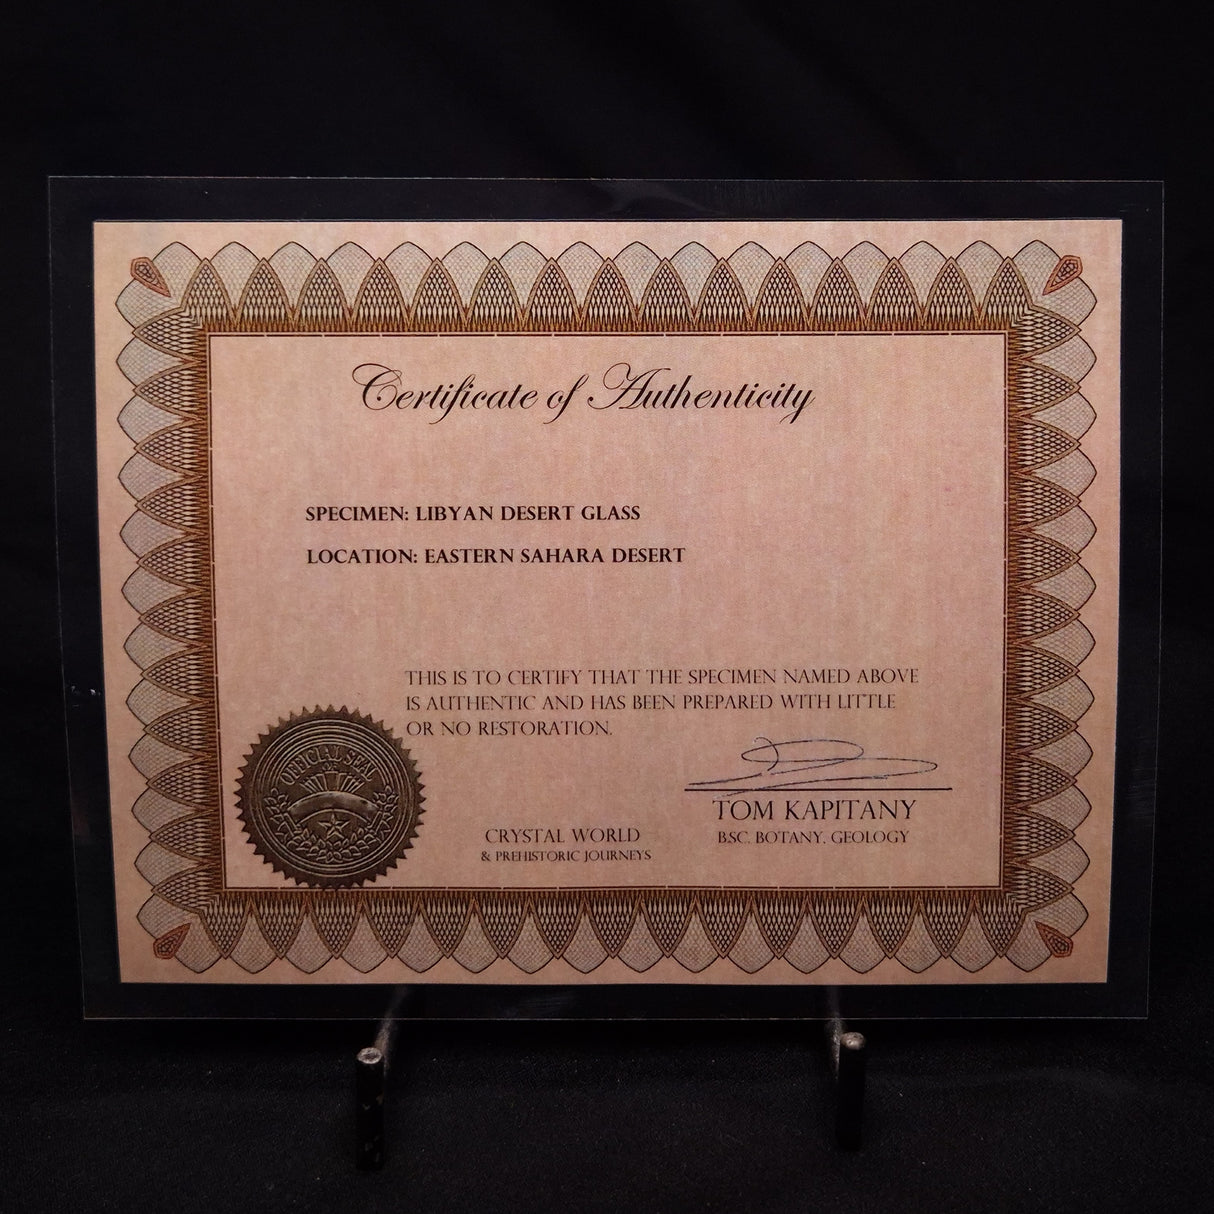 Certificate of Authenticity
SPECIMEN: LIBYAN DESERT GLASS
LOCATION: EASTERN SAHARA DESERT
THIS IS TO CERTIFY THAT THE SPECIMEN NAMED ABOVE
IS AUTHENTIC AND HAS BEEN PREPARED WITH LITTLE
OR NO RESTORATION.
OFFICIAL SEAL
TOM KAPITANY
BSC. BOTANY, GEOLOGY
CRYSTAL WORLD
& PREHISTORIC JOURNEYS